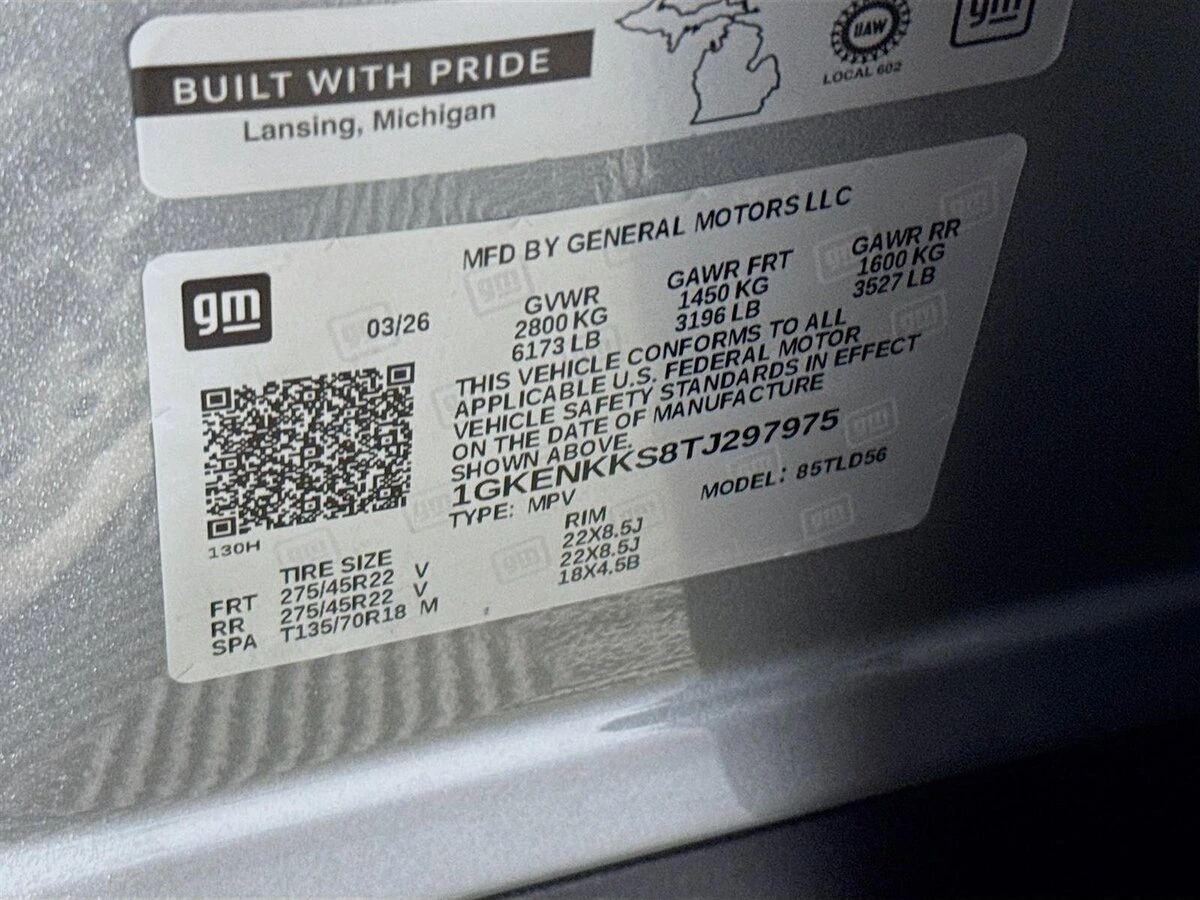 BUILT WITH PRIDE
Lansing, Michigan
UAW
LOCAL 602
gm
MFD BY GENERAL MOTORS LLC
gm
03/26
GVWR GAWR FRT GAWR RR
2800 KG 1450 KG 1600 KG
6173 LB 3196 LB 3527 LB
THIS VEHICLE CONFORMS TO ALL
APPLICABLE U.S. FEDERAL MOTOR
VEHICLE SAFETY STANDARDS IN EFFECT
ON THE DATE OF MANUFACTURE
SHOWN ABOVE.
1GKENKKS8TJ297975
TYPE: MPV MODEL: 85TLD56
130H
TIRE SIZE RIM
FRT 275/45R22 V 22X8.5J
RR 275/45R22 V 22X8.5J
SPA T135/70R18 M 18X4.5B